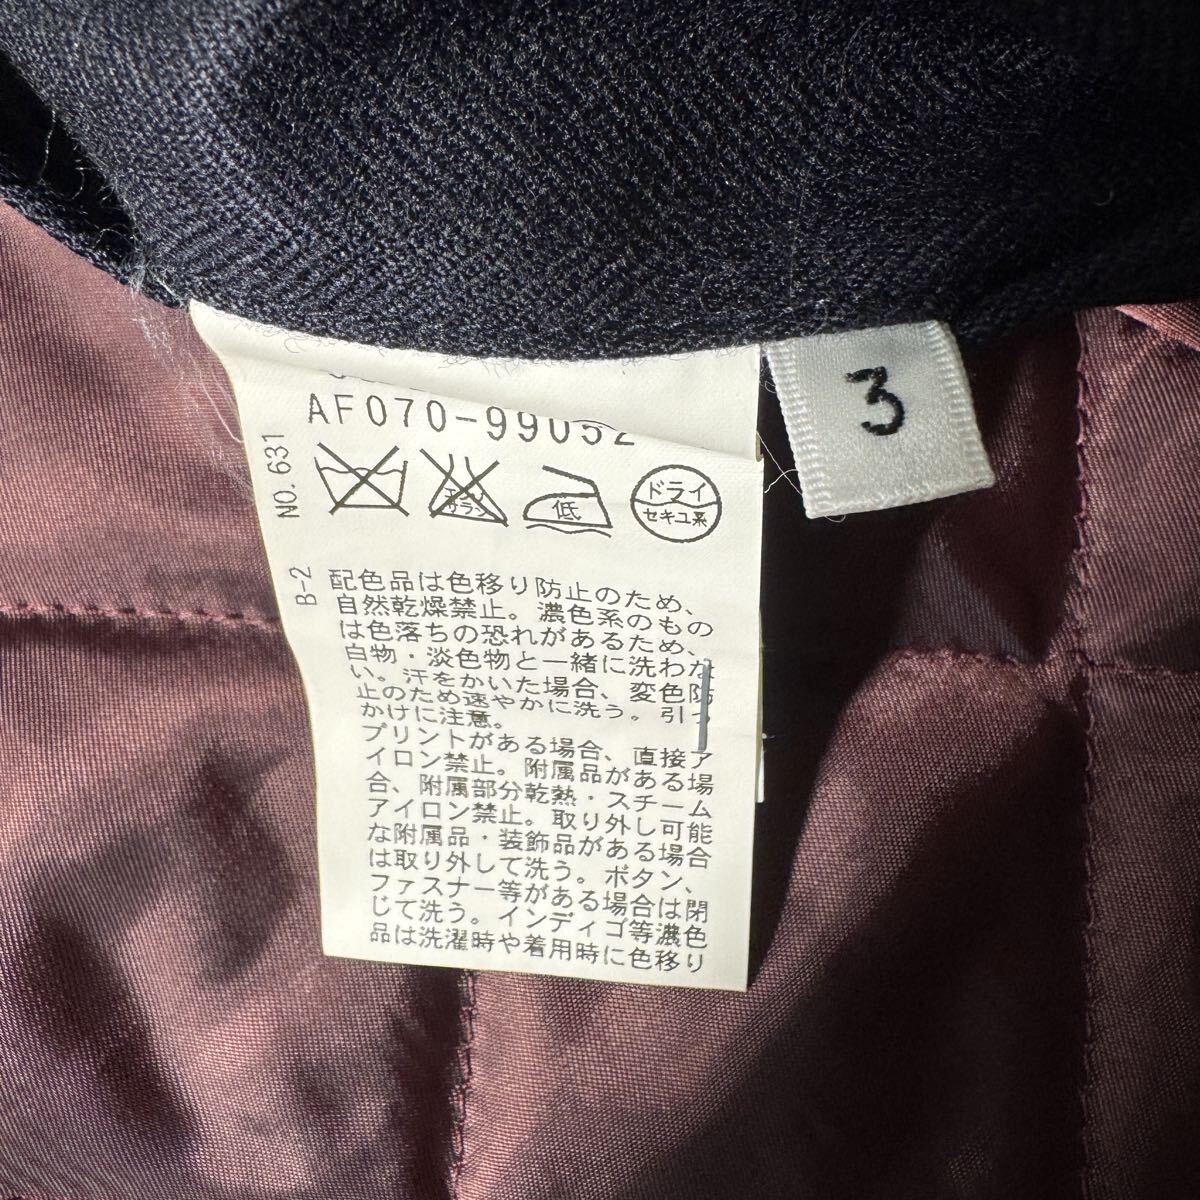 AF070-99052
3
NO. 631
エンソ
サラシ
低
ドライ
セキユ系
B-2
配色品は色移り防止のため、
自然乾燥禁止。濃色系のもの
は色落ちの恐れがあるため、
白物・淡色物と一緒に洗わな
い。汗をかいた場合、変色防
止のため速やかに洗う。引っ
かけに注意。
プリントがある場合、直接ア
イロン禁止。附属品がある場
合、附属部分乾熱・スチーム
アイロン禁止。取り外し可能
な附属品・装飾品がある場合
は取り外して洗う。ボタン、
ファスナー等がある場合は閉
じて洗う。インディゴ等濃色
品は洗濯時や着用時に色移り